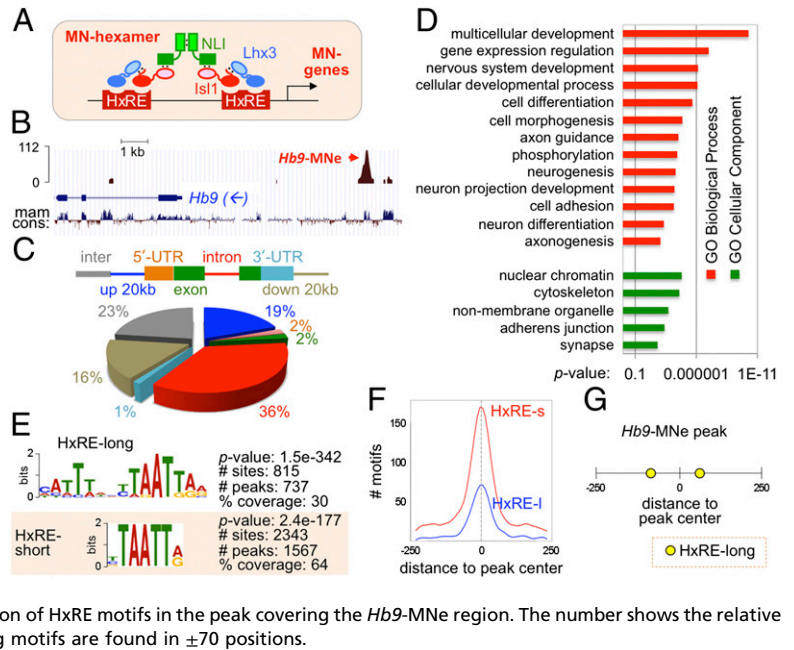 A
MN-hexamer
NLI
Lhx3
MN-
genes
Isl1
HxRE
HxRE
B
112
0
1 kb
Hb9-MNe
Hb9 (←)
mam
cons:
C
inter
5′-UTR
intron
3′-UTR
up 20kb
exon
down 20kb
23%
19%
2%
2%
16%
1%
36%
D
multicellular development
gene expression regulation
nervous system development
cellular developmental process
cell differentiation
cell morphogenesis
axon guidance
phosphorylation
neurogenesis
neuron projection development
cell adhesion
neuron differentiation
axonogenesis
nuclear chromatin
cytoskeleton
non-membrane organelle
adherens junction
synapse
GO Biological Process
GO Cellular Component
p-value: 0.1 0.000001 1E-11
E
HxRE-long
2
bits
0
p-value: 1.5e-342
# sites: 815
# peaks: 737
% coverage: 30
HxRE-
short
2
bits
0
TAATT
p-value: 2.4e-177
# sites: 2343
# peaks: 1567
% coverage: 64
F
150
100
50
# motifs
HxRE-s
HxRE-l
-250 0 250
distance to peak center
G
Hb9-MNe peak
-250 0 250
distance to
peak center
HxRE-long
ion of HxRE motifs in the peak covering the Hb9-MNe region. The number shows the relative
g motifs are found in ±70 positions.